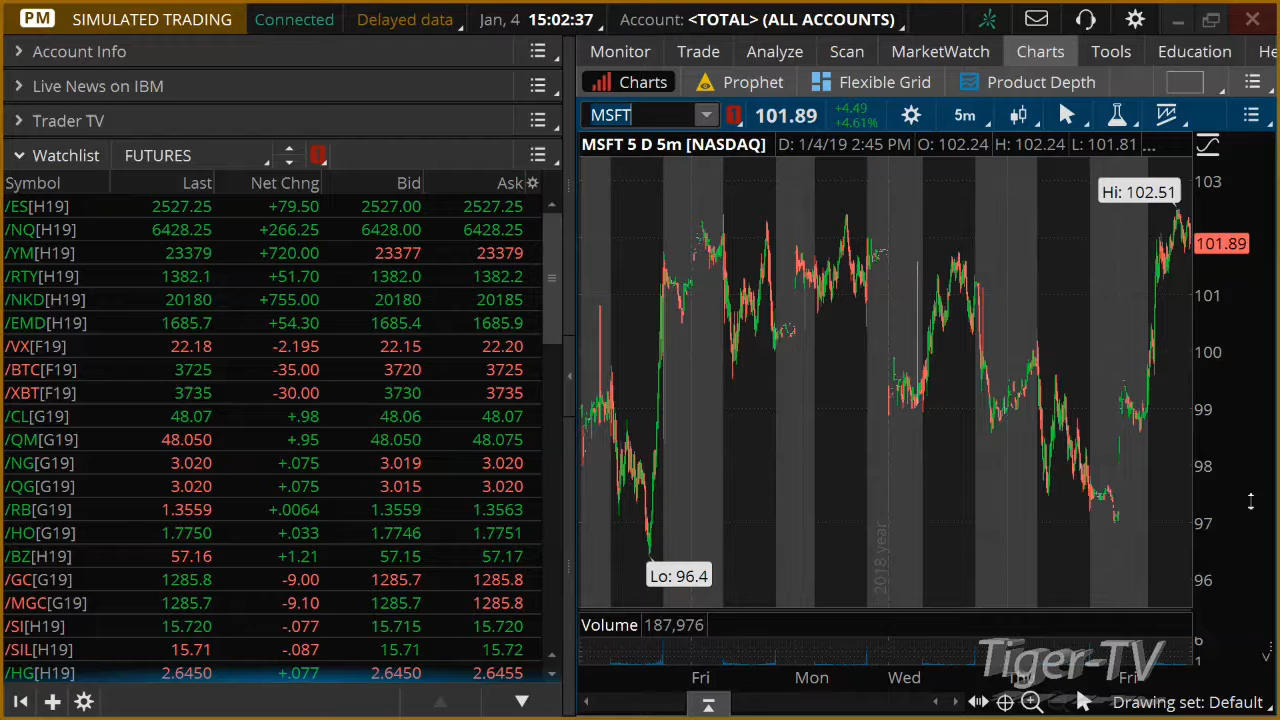 PM SIMULATED TRADING Connected Delayed data Jan, 4 15:02:37 Account: <TOTAL> (ALL ACCOUNTS)
Account Info
Live News on IBM
Trader TV
Watchlist FUTURES
Symbol Last Net Chng Bid Ask
/ES[H19] 2527.25 +79.50 2527.00 2527.25
/NQ[H19] 6428.25 +266.25 6428.00 6428.25
/YM[H19] 23379 +720.00 23377 23379
/RTY[H19] 1382.1 +51.70 1382.0 1382.2
/NKD[H19] 20180 +755.00 20180 20185
/EMD[H19] 1685.7 +54.30 1685.4 1685.9
/VX[F19] 22.18 -2.195 22.15 22.20
/BTC[F19] 3725 -35.00 3720 3725
/XBT[F19] 3735 -30.00 3730 3735
/CL[G19] 48.07 +.98 48.06 48.07
/QM[G19] 48.050 +.95 48.050 48.075
/NG[G19] 3.020 +.075 3.019 3.020
/QG[G19] 3.020 +.075 3.015 3.020
/RB[G19] 1.3559 +.0064 1.3559 1.3563
/HO[G19] 1.7750 +.033 1.7746 1.7751
/BZ[H19] 57.16 +1.21 57.15 57.17
/GC[G19] 1285.8 -9.00 1285.7 1285.8
/MGC[G19] 1285.7 -9.10 1285.7 1285.8
/SI[H19] 15.720 -.077 15.715 15.720
/SIL[H19] 15.71 -.087 15.71 15.72
/HG[H19] 2.6450 +.077 2.6450 2.6455
Monitor Trade Analyze Scan MarketWatch Charts Tools Education He
Charts Prophet Flexible Grid Product Depth
MSFT 101.89 +4.49 +4.61% 5m
MSFT 5 D 5m [NASDAQ] D: 1/4/19 2:45 PM O: 102.24 H: 102.24 L: 101.81 ...
103
Hi: 102.51
101.89
101
100
99
98
97
96
Lo: 96.4
2018 year
Volume 187,976
1
Fri Mon Wed Thu Fri
Tiger-TV
Drawing set: Default